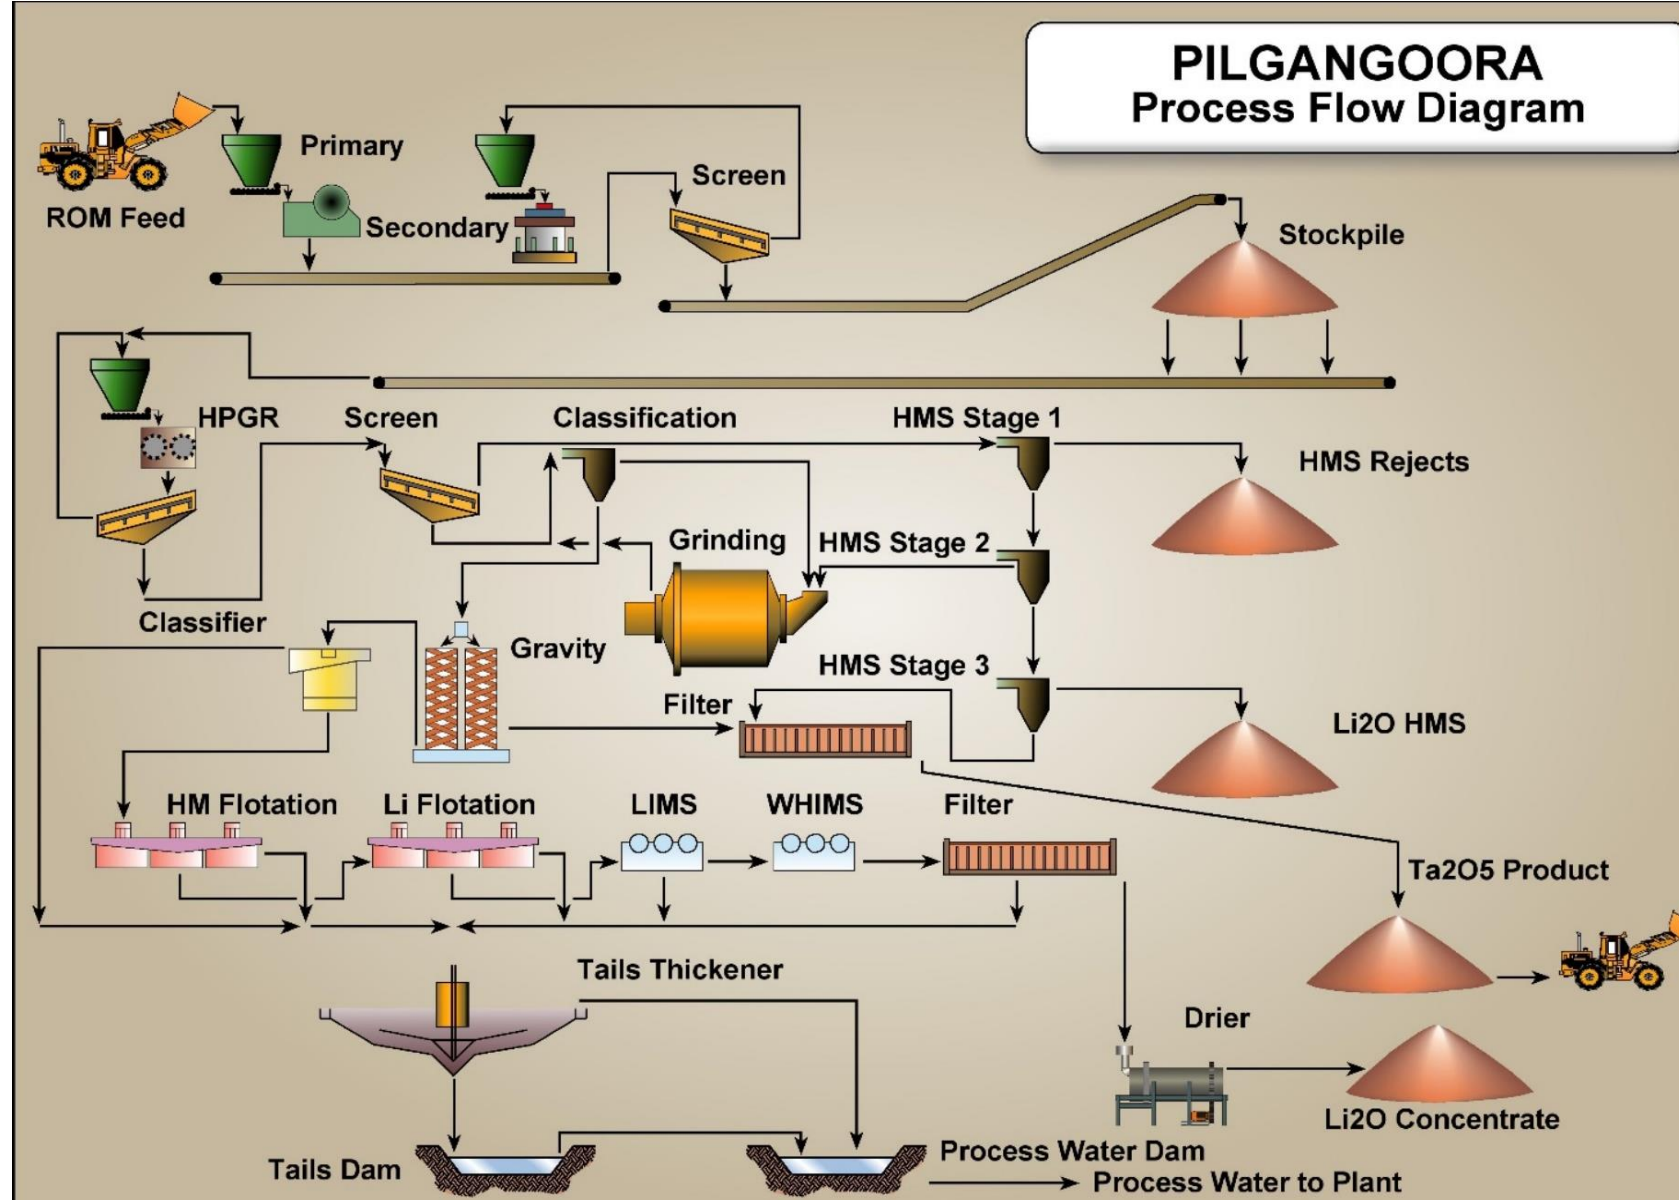 PILGANGOORA
Process Flow Diagram
ROM Feed
Primary
Secondary
Screen
Stockpile
HPGR
Screen
Classification
HMS Stage 1
HMS Rejects
Grinding
HMS Stage 2
Classifier
Gravity
HMS Stage 3
Filter
Li2O HMS
HM Flotation
Li Flotation
LIMS
WHIMS
Filter
Ta2O5 Product
Tails Thickener
Drier
Li2O Concentrate
Tails Dam
Process Water Dam
Process Water to Plant